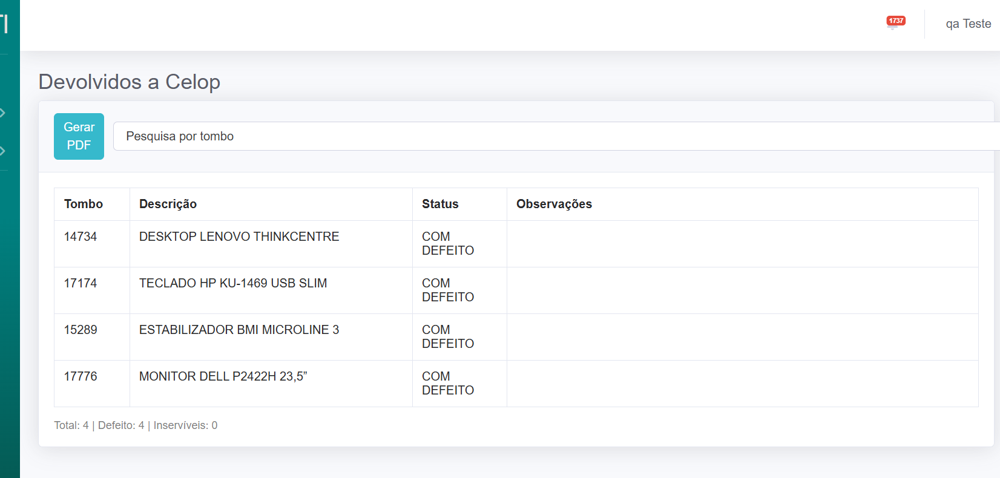 TI
1737
qa Teste
Devolvidos a Celop
Gerar
PDF
Pesquisa por tombo
Tombo Descrição Status Observações
14734 DESKTOP LENOVO THINKCENTRE COM
DEFEITO
17174 TECLADO HP KU-1469 USB SLIM COM
DEFEITO
15289 ESTABILIZADOR BMI MICROLINE 3 COM
DEFEITO
17776 MONITOR DELL P2422H 23,5” COM
DEFEITO
Total: 4 | Defeito: 4 | Inservíveis: 0